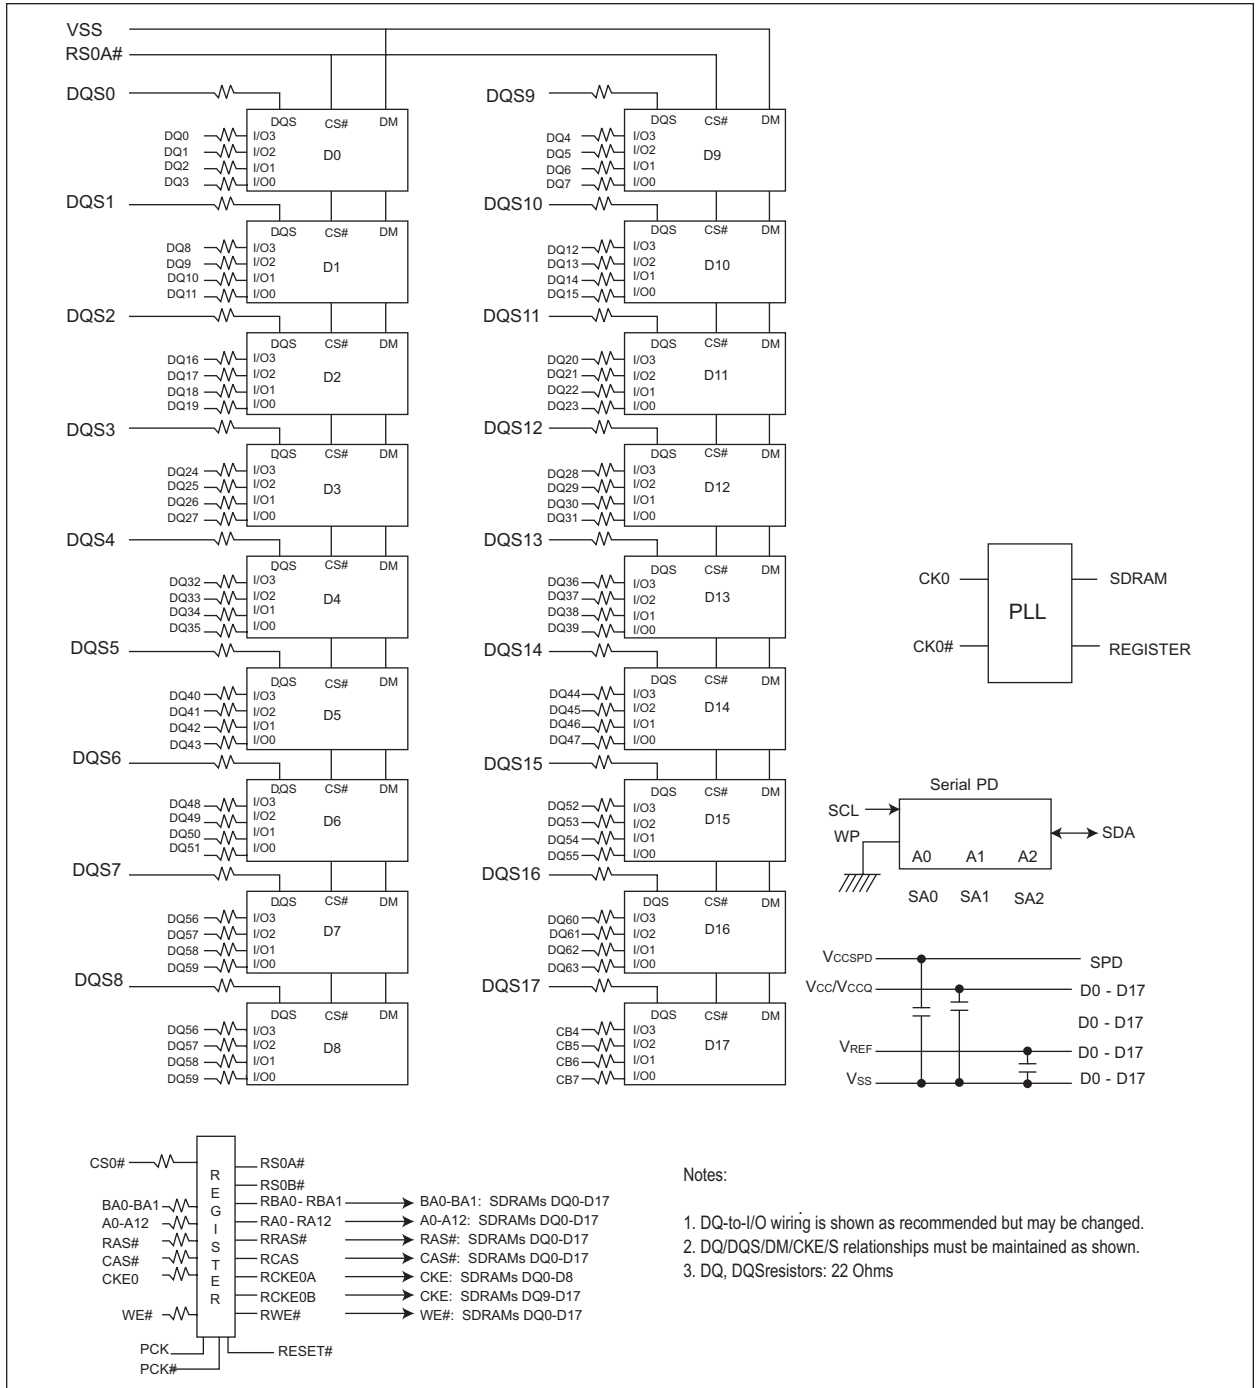 VSS
RS0A#
DQS0
DQS CS# DM
DQ0 I/O3
DQ1 I/O2
DQ2 I/O1
DQ3 I/O0
D0
DQS1
DQS CS# DM
DQ8 I/O3
DQ9 I/O2
DQ10 I/O1
DQ11 I/O0
D1
DQS2
DQS CS# DM
DQ16 I/O3
DQ17 I/O2
DQ18 I/O1
DQ19 I/O0
D2
DQS3
DQS CS# DM
DQ24 I/O3
DQ25 I/O2
DQ26 I/O1
DQ27 I/O0
D3
DQS4
DQS CS# DM
DQ32 I/O3
DQ33 I/O2
DQ34 I/O1
DQ35 I/O0
D4
DQS5
DQS CS# DM
DQ40 I/O3
DQ41 I/O2
DQ42 I/O1
DQ43 I/O0
D5
DQS6
DQS CS# DM
DQ48 I/O3
DQ49 I/O2
DQ50 I/O1
DQ51 I/O0
D6
DQS7
DQS CS# DM
DQ56 I/O3
DQ57 I/O2
DQ58 I/O1
DQ59 I/O0
D7
DQS8
DQS CS# DM
DQ56 I/O3
DQ57 I/O2
DQ58 I/O1
DQ59 I/O0
D8
DQS9
DQS CS# DM
DQ4 I/O3
DQ5 I/O2
DQ6 I/O1
DQ7 I/O0
D9
DQS10
DQS CS# DM
DQ12 I/O3
DQ13 I/O2
DQ14 I/O1
DQ15 I/O0
D10
DQS11
DQS CS# DM
DQ20 I/O3
DQ21 I/O2
DQ22 I/O1
DQ23 I/O0
D11
DQS12
DQS CS# DM
DQ28 I/O3
DQ29 I/O2
DQ30 I/O1
DQ31 I/O0
D12
DQS13
DQS CS# DM
DQ36 I/O3
DQ37 I/O2
DQ38 I/O1
DQ39 I/O0
D13
DQS14
DQS CS# DM
DQ44 I/O3
DQ45 I/O2
DQ46 I/O1
DQ47 I/O0
D14
DQS15
DQS CS# DM
DQ52 I/O3
DQ53 I/O2
DQ54 I/O1
DQ55 I/O0
D15
DQS16
DQS CS# DM
DQ60 I/O3
DQ61 I/O2
DQ62 I/O1
DQ63 I/O0
D16
DQS17
DQS CS# DM
CB4 I/O3
CB5 I/O2
CB6 I/O1
CB7 I/O0
D17
CK0 SDRAM
PLL
CK0# REGISTER
Serial PD
SCL
WP
SDA
A0 A1 A2
SA0 SA1 SA2
VCCSPD SPD
VCC/VCCQ D0 - D17
D0 - D17
VREF D0 - D17
VSS D0 - D17
REGISTER
CS0# RS0A#
RS0B#
BA0-BA1 RBA0 - RBA1 BA0-BA1: SDRAMs DQ0-D17
A0-A12 RA0 - RA12 A0-A12: SDRAMs DQ0-D17
RAS# RRAS# RAS#: SDRAMs DQ0-D17
CAS# RCAS CAS#: SDRAMs DQ0-D17
CKE0 RCKE0A CKE: SDRAMs DQ0-D8
RCKE0B CKE: SDRAMs DQ9-D17
WE# RWE# WE#: SDRAMs DQ0-D17
PCK RESET#
PCK#
Notes:
1. DQ-to-I/O wiring is shown as recommended but may be changed.
2. DQ/DQS/DM/CKE/S relationships must be maintained as shown.
3. DQ, DQSresistors: 22 Ohms